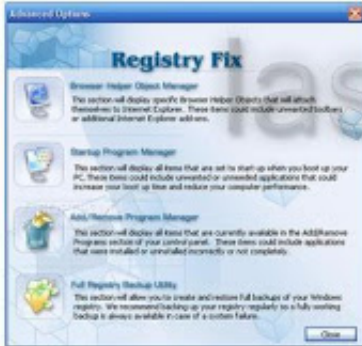 Advanced Options
Registry Fix
las
Browser Helper Object Manager
This section will display specific Browser Helper Objects that will attach
themselves to Internet Explorer. These items could include unwanted toolbars
or additional Internet Explorer add-ons.
Startup Program Manager
This section will display all items that are set to start up when you boot up your
PC. These items could include unwanted or unneeded applications that could
increase your boot up time and reduce your computer performance.
Add/Remove Program Manager
This section will display all items that are currently available in the Add/Remove
Programs section of your control panel. These items could include applications
that were installed or uninstalled incorrectly or not completely.
Full Registry Backup Utility
This section will allow you to create and restore full backups of your Windows
registry. We recommend backing up your registry regularly so a fully working
backup is always available in case of a system failure.
Close